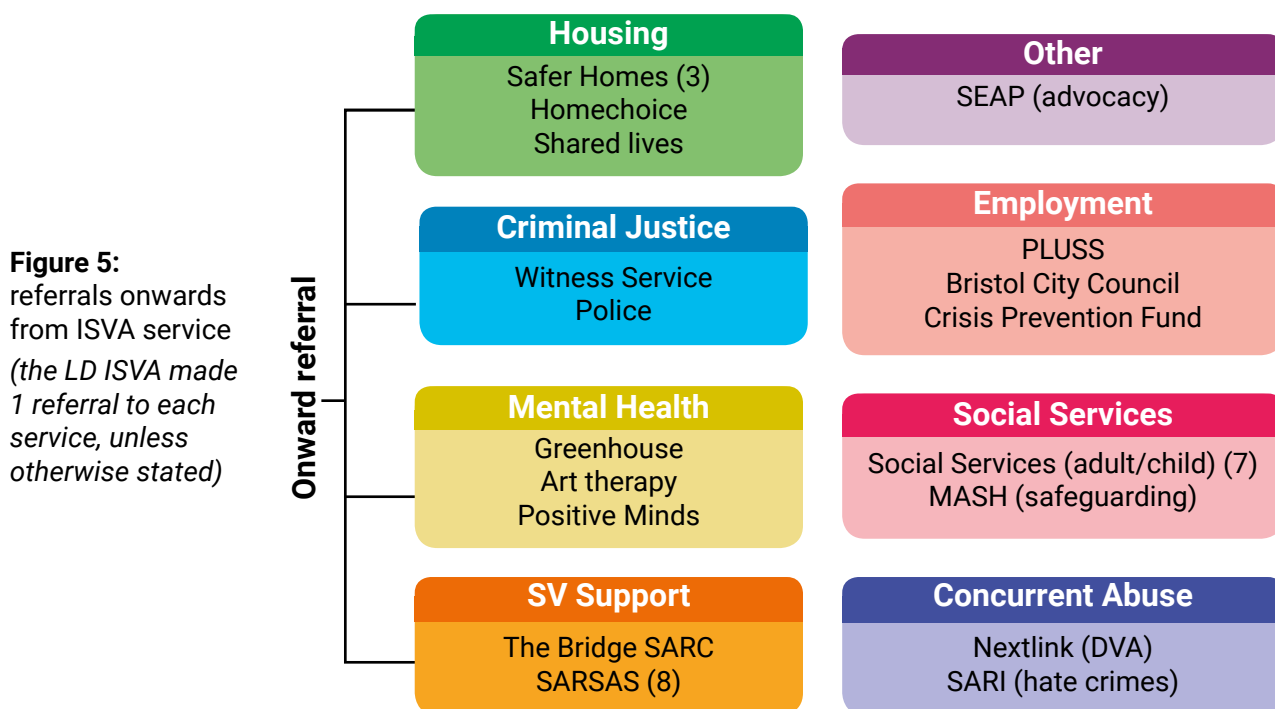 Figure 5:
referrals onwards
from ISVA service
(the LD ISVA made
1 referral to each
service, unless
otherwise stated)
Onward referral
Housing
Safer Homes (3)
Homechoice
Shared lives
Criminal Justice
Witness Service
Police
Mental Health
Greenhouse
Art therapy
Positive Minds
SV Support
The Bridge SARC
SARSAS (8)
Other
SEAP (advocacy)
Employment
PLUSS
Bristol City Council
Crisis Prevention Fund
Social Services
Social Services (adult/child) (7)
MASH (safeguarding)
Concurrent Abuse
Nextlink (DVA)
SARI (hate crimes)